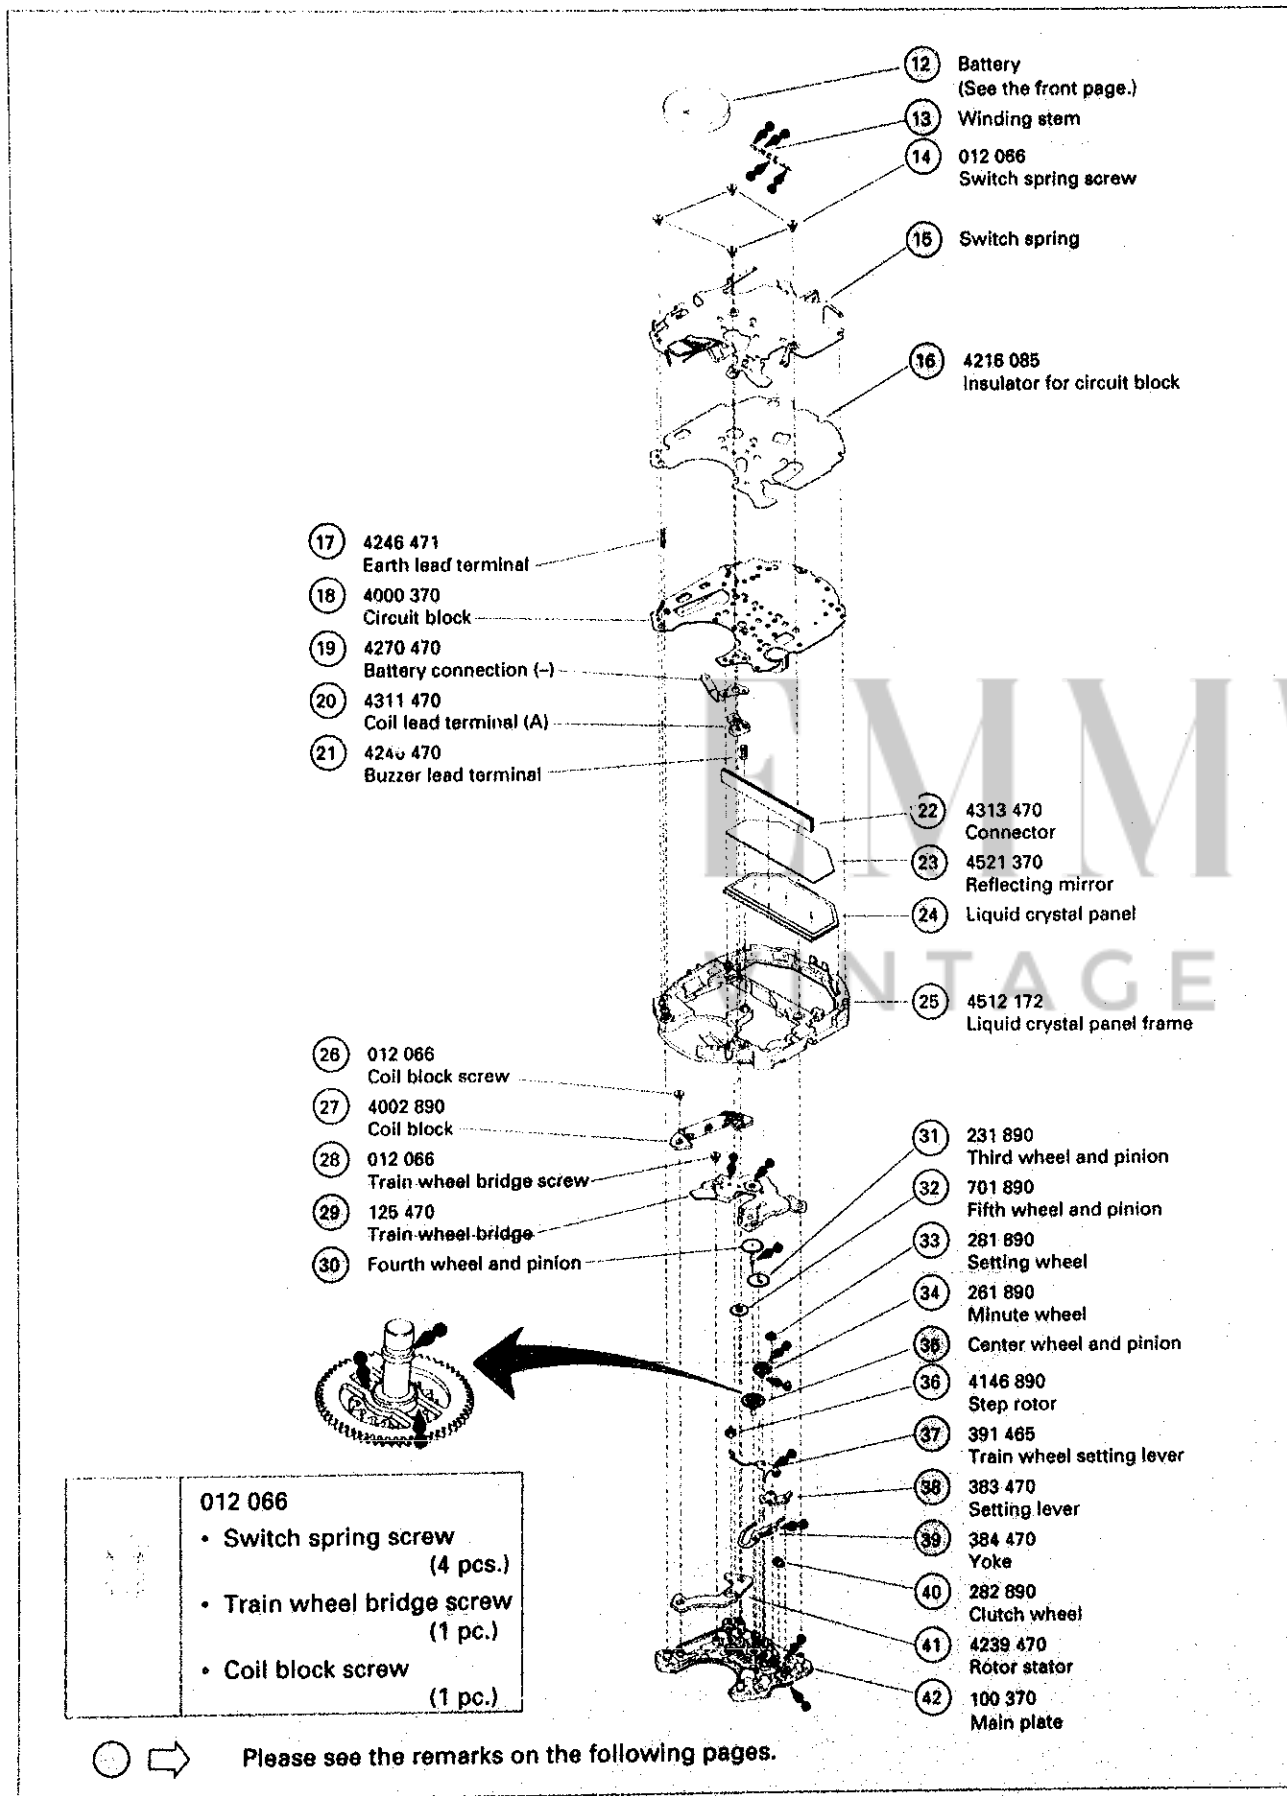 12 Battery
(See the front page.)
13 Winding stem
14 012 066
Switch spring screw
15 Switch spring
16 4216 085
Insulator for circuit block
17 4246 471
Earth lead terminal
18 4000 370
Circuit block
19 4270 470
Battery connection (–)
20 4311 470
Coil lead terminal (A)
21 4246 470
Buzzer lead terminal
22 4313 470
Connector
23 4521 370
Reflecting mirror
24 Liquid crystal panel
25 4512 172
Liquid crystal panel frame
EMM
VINTAGE
26 012 066
Coil block screw
27 4002 890
Coil block
28 012 066
Train wheel bridge screw
29 125 470
Train wheel bridge
30 Fourth wheel and pinion
31 231 890
Third wheel and pinion
32 701 890
Fifth wheel and pinion
33 281 890
Setting wheel
34 261 890
Minute wheel
35 Center wheel and pinion
36 4146 890
Step rotor
37 391 465
Train wheel setting lever
38 383 470
Setting lever
39 384 470
Yoke
40 282 890
Clutch wheel
41 4239 470
Rotor stator
42 100 370
Main plate
012 066
• Switch spring screw
(4 pcs.)
• Train wheel bridge screw
(1 pc.)
• Coil block screw
(1 pc.)
Please see the remarks on the following pages.